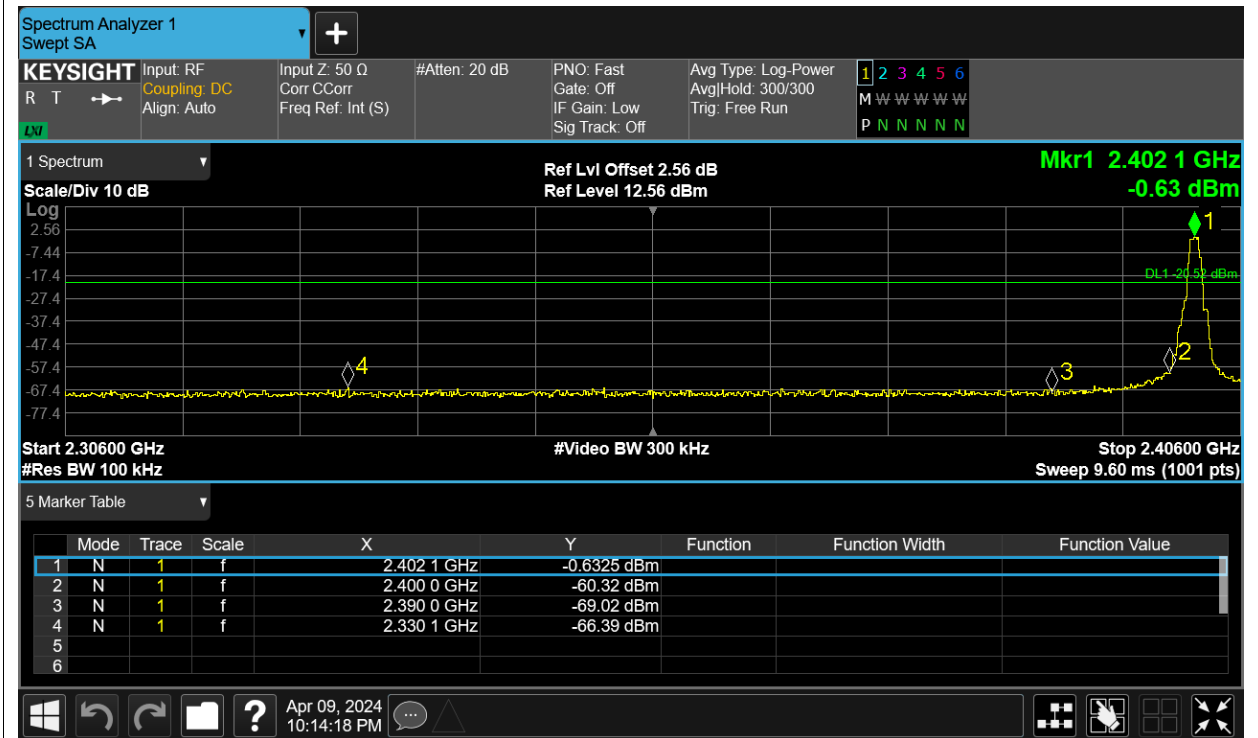 Spectrum Analyzer 1
Swept SA
+
KEYSIGHT Input: RF Input Z: 50 Ω #Atten: 20 dB PNO: Fast Avg Type: Log-Power 1 2 3 4 5 6
R T Coupling: DC Corr CCorr Gate: Off Avg|Hold: 300/300 M W W W W W W
Align: Auto Freq Ref: Int (S) IF Gain: Low Trig: Free Run P N N N N N N
LXI Sig Track: Off
1 Spectrum Ref Lvl Offset 2.56 dB Mkr1 2.402 1 GHz
Scale/Div 10 dB Ref Level 12.56 dBm -0.63 dBm
Log
1
2.56
-7.44
-17.4 DL1 -20.52 dBm
-27.4
-37.4
-47.4 2
-57.4 4 3
-67.4
-77.4
Start 2.30600 GHz #Video BW 300 kHz Stop 2.40600 GHz
#Res BW 100 kHz Sweep 9.60 ms (1001 pts)
5 Marker Table
Mode Trace Scale X Y Function Function Width Function Value
1 N 1 f 2.402 1 GHz -0.6325 dBm
2 N 1 f 2.400 0 GHz -60.32 dBm
3 N 1 f 2.390 0 GHz -69.02 dBm
4 N 1 f 2.330 1 GHz -66.39 dBm
5
6
? Apr 09, 2024
10:14:18 PM